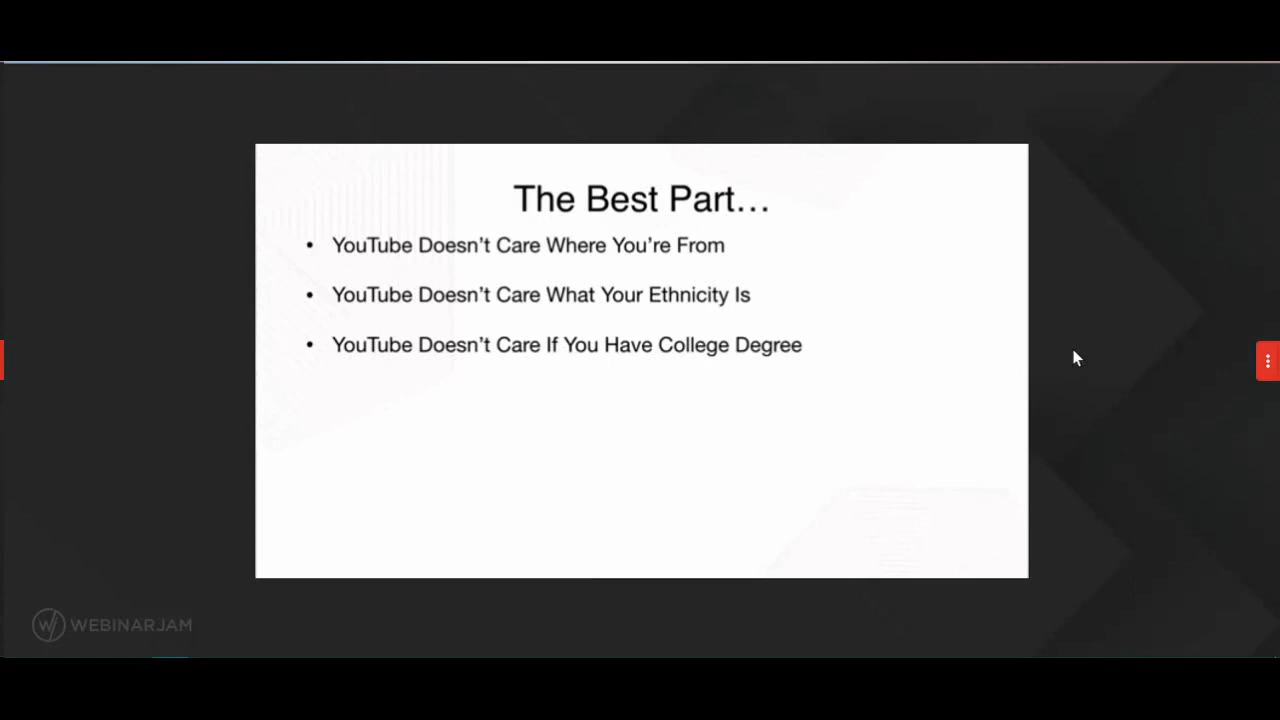 The Best Part…
• YouTube Doesn’t Care Where You’re From
• YouTube Doesn’t Care What Your Ethnicity Is
• YouTube Doesn’t Care If You Have College Degree
WEBINARJAM